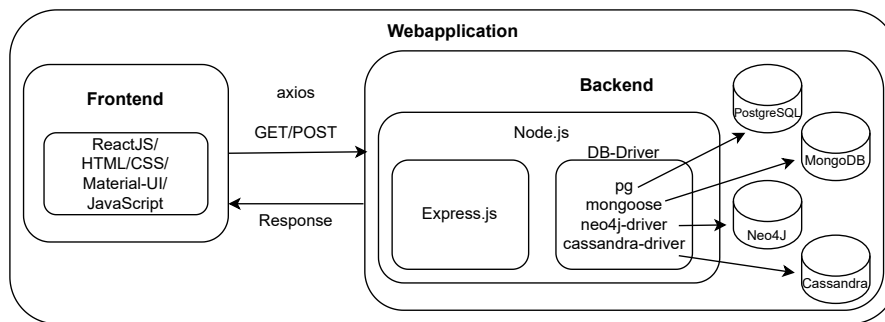 Webapplication
Frontend
ReactJS/
HTML/CSS/
Material-UI/
JavaScript
axios
GET/POST
Response
Backend
Node.js
Express.js
DB-Driver
pg
mongoose
neo4j-driver
cassandra-driver
PostgreSQL
MongoDB
Neo4J
Cassandra